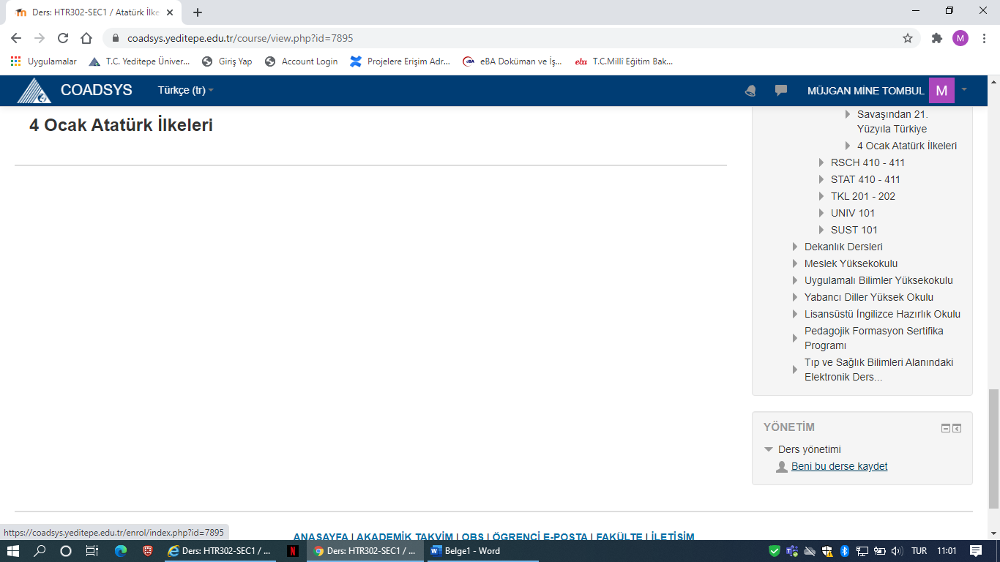 Ders: HTR302-SEC1 / Atatürk İlke
coadsys.yeditepe.edu.tr/course/view.php?id=7895
M
Uygulamalar
T.C. Yeditepe Üniver...
Giriş Yap
Account Login
Projelere Erişim Adr...
eBA Doküman ve İş...
T.C.Millî Eğitim Bak...
COADSYS
Türkçe (tr)
MÜJGAN MİNE TOMBUL
M
4 Ocak Atatürk İlkeleri
Savaşından 21.
Yüzyıla Türkiye
4 Ocak Atatürk İlkeleri
RSCH 410 - 411
STAT 410 - 411
TKL 201 - 202
UNIV 101
SUST 101
Dekanlık Dersleri
Meslek Yüksekokulu
Uygulamalı Bilimler Yüksekokulu
Yabancı Diller Yüksek Okulu
Lisansüstü İngilizce Hazırlık Okulu
Pedagojik Formasyon Sertifika
Programı
Tıp ve Sağlık Bilimleri Alanındaki
Elektronik Ders...
YÖNETİM
Ders yönetimi
Beni bu derse kaydet
https://coadsys.yeditepe.edu.tr/enrol/index.php?id=7895
ANASAYFA | AKADEMİK TAKVİM | OBS | ÖĞRENCİ E-POSTA | FAKÜLTE | İLETİŞİM
Ders: HTR302-SEC1 / ...
Ders: HTR302-SEC1 / ...
Belge1 - Word
TUR
11:01